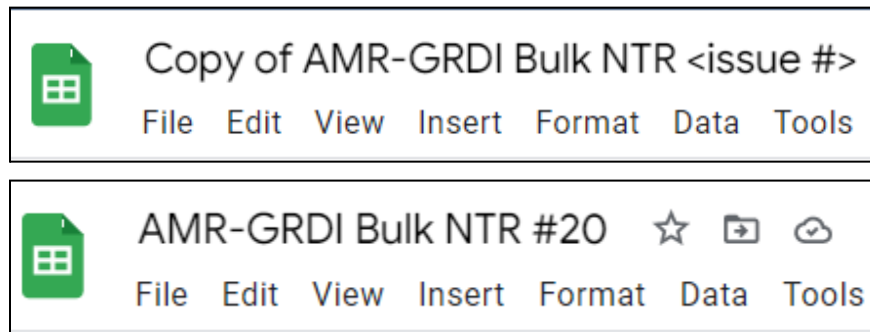 Copy of AMR-GRDI Bulk NTR <issue #>
File Edit View Insert Format Data Tools
AMR-GRDI Bulk NTR #20
File Edit View Insert Format Data Tools